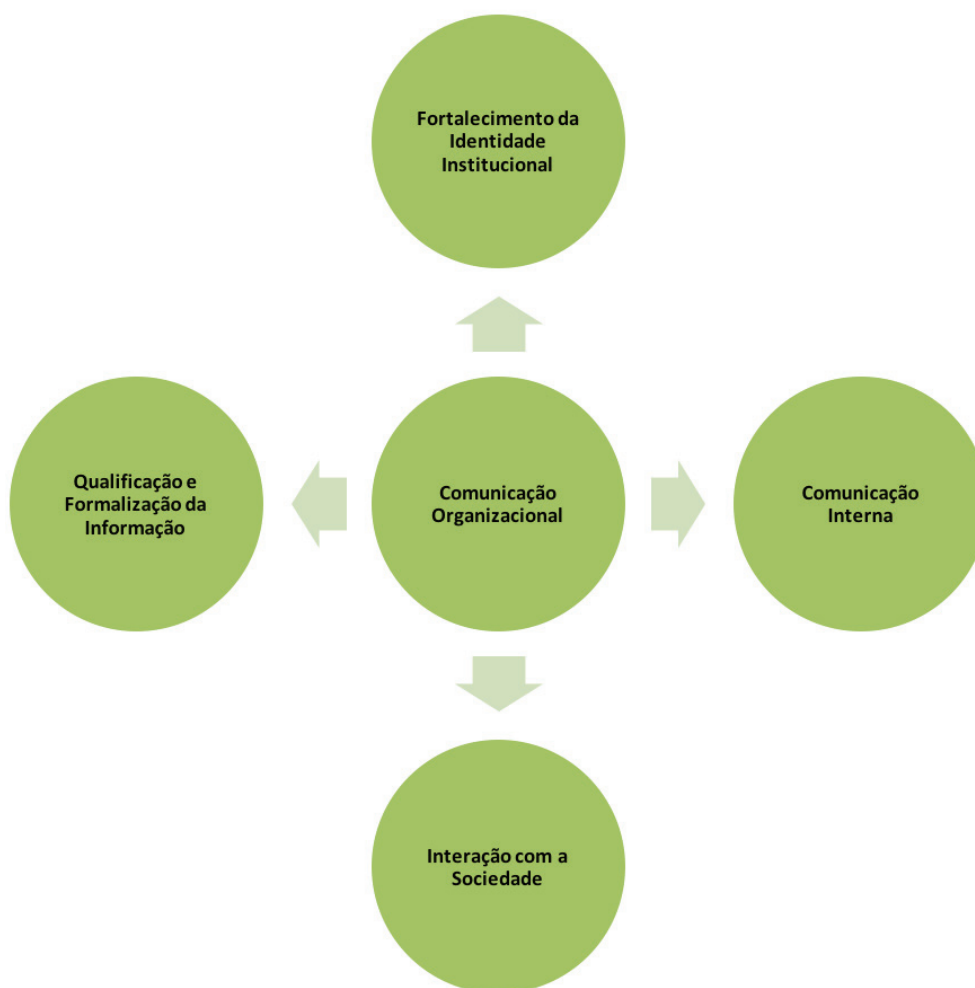 Fortalecimento da
Identidade
Institucional
Qualificação e
Formalização da
Informação
Comunicação
Organizacional
Comunicação
Interna
Interação com a
Sociedade